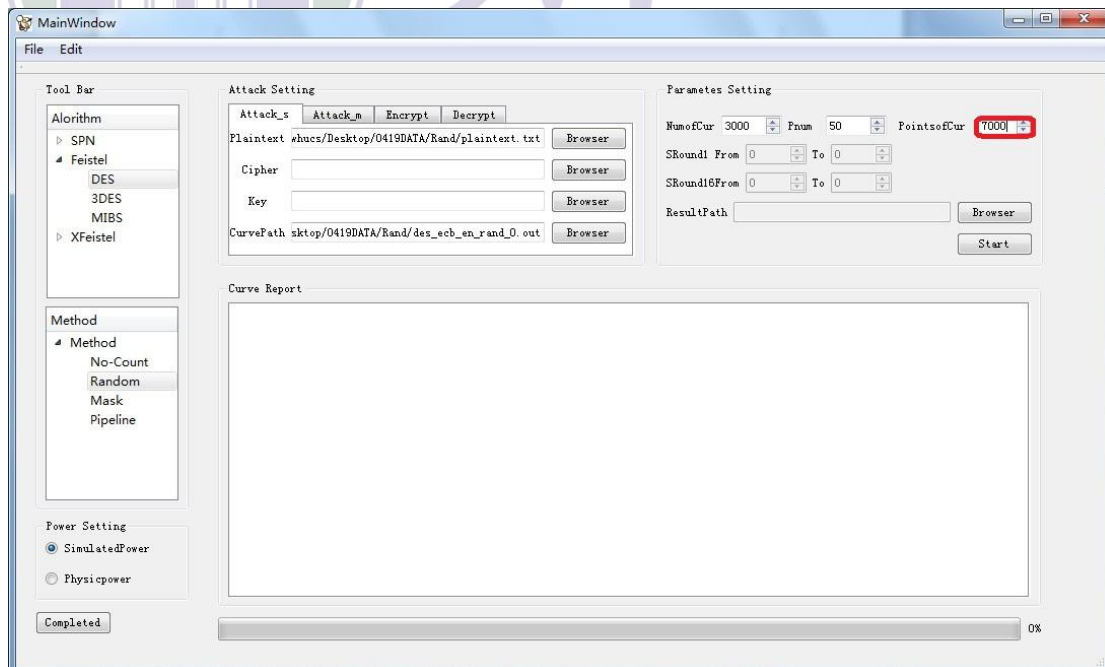 MainWindow
File Edit
Tool Bar
Alorithm
SPN
Feistel
DES
3DES
MIBS
XFeistel
Method
Method
No-Count
Random
Mask
Pipeline
Power Setting
SimulatedPower
Physicpower
Completed
Attack Setting
Attack_s Attack_m Encrypt Decrypt
Plaintext whucs/Desktop/0419DATA/Rand/plaintext.txt Browser
Cipher Browser
Key Browser
CurvePath sktop/0419DATA/Rand/des_ecb_en_rand_0.out Browser
Parametes Setting
NumofCur 3000 Pnum 50 PointsofCur 7000
SRound1 From 0 To 0
SRound16From 0 To 0
ResultPath Browser
Start
Curve Report
0%